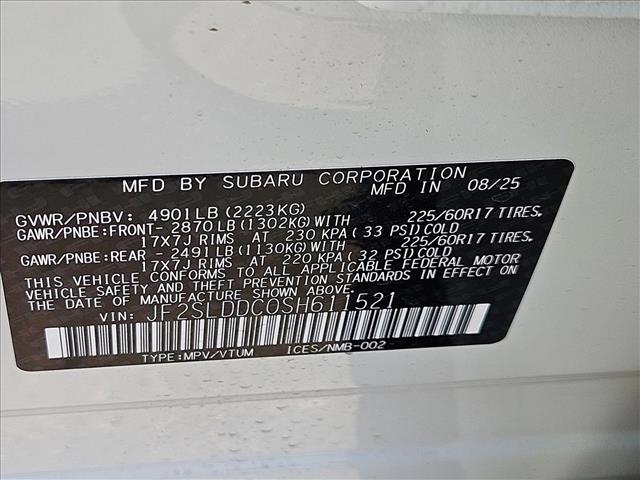 MFD BY SUBARU CORPORATION
MFD IN 08/25
GVWR/PNBV: 4901LB (2223KG)
GAWR/PNBE:FRONT- 2870LB (1302KG)WITH 225/60R17 TIRES.
17X7J RIMS AT 230 KPA ( 33 PSI)COLD
GAWR/PNBE:REAR - 2491LB (1130KG)WITH 225/60R17 TIRES.
17X7J RIMS AT 220 KPA ( 32 PSI)COLD
THIS VEHICLE CONFORMS TO ALL APPLICABLE FEDERAL MOTOR
VEHICLE SAFETY AND THEFT PREVENTION STANDARDS IN EFFECT ON
THE DATE OF MANUFACTURE SHOWN ABOVE.
VIN: JF2SLDDC0SH611521
TYPE:MPV/VTUM ICES/NMB-002